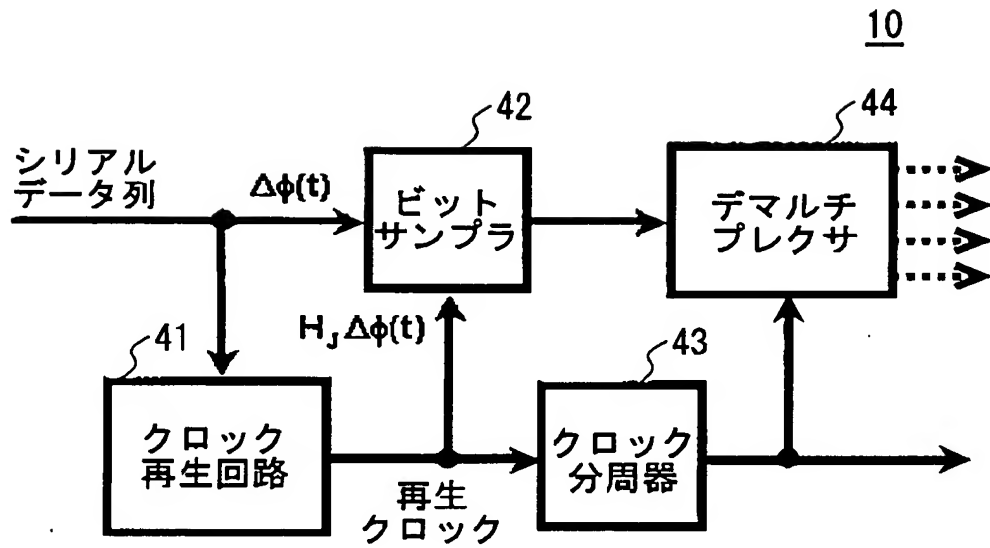 10
42
44
シリアル
データ列
Δϕ(t)
ビット
サンプラ
デマルチ
プレクサ
H_J Δϕ(t)
41
43
クロック
再生回路
クロック
分周器
再生
クロック